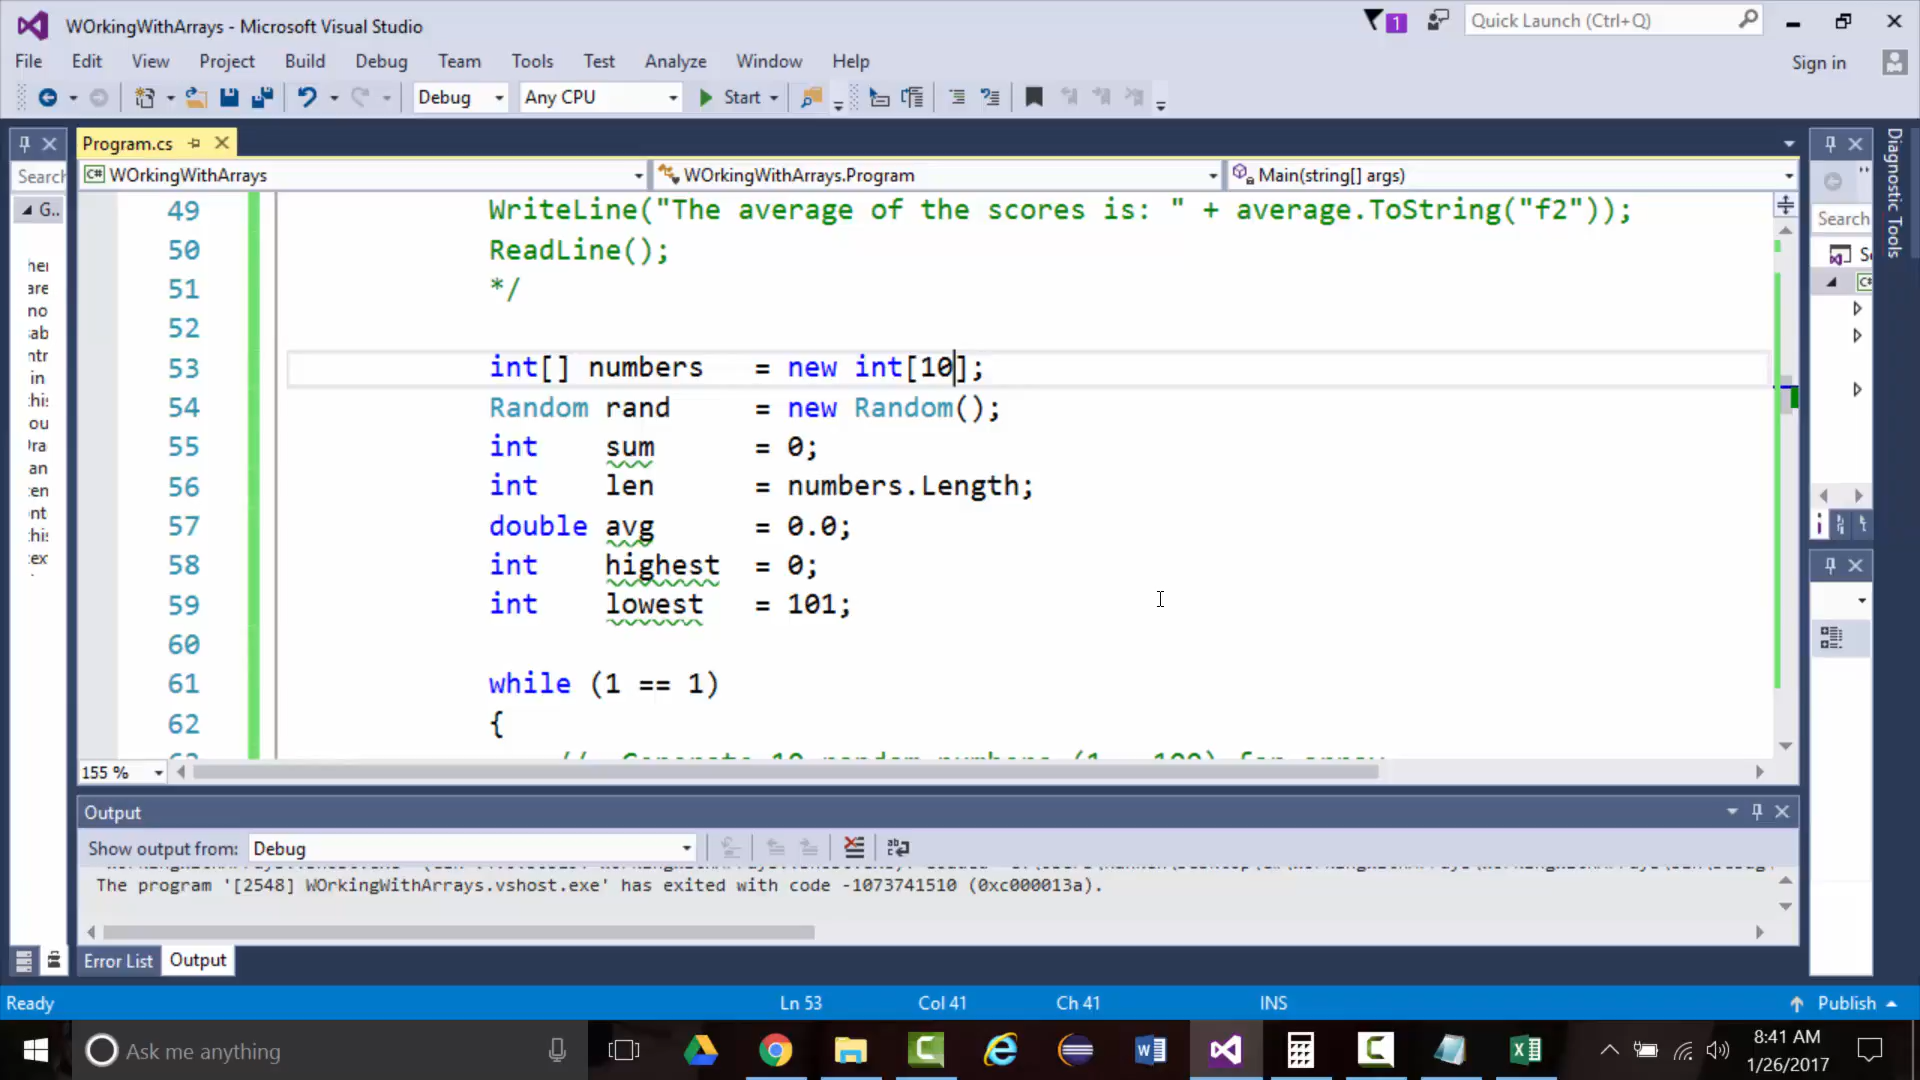 WOrkingWithArrays - Microsoft Visual Studio
1
Quick Launch (Ctrl+Q)
File Edit View Project Build Debug Team Tools Test Analyze Window Help
Sign in
Debug Any CPU Start
Program.cs
Search
WOrkingWithArrays WOrkingWithArrays.Program Main(string[] args)
G..
Search
Diagnostic Tools
49 WriteLine("The average of the scores is: " + average.ToString("f2"));
50 ReadLine();
51 */
52
53 int[] numbers = new int[10];
54 Random rand = new Random();
55 int sum = 0;
56 int len = numbers.Length;
57 double avg = 0.0;
58 int highest = 0;
59 int lowest = 101;
60
61 while (1 == 1)
62 {
155 %
Output
Show output from: Debug
The program '[2548] WOrkingWithArrays.vshost.exe' has exited with code -1073741510 (0xc000013a).
Error List Output
Ready Ln 53 Col 41 Ch 41 INS Publish
Ask me anything
8:41 AM
1/26/2017